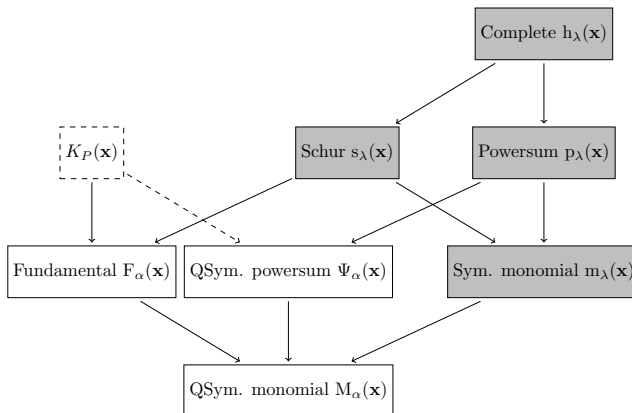 Complete h_λ(x)
K_P(x)
Schur s_λ(x)
Powersum p_λ(x)
Fundamental F_α(x)
QSym. powersum Ψ_α(x)
Sym. monomial m_λ(x)
QSym. monomial M_α(x)